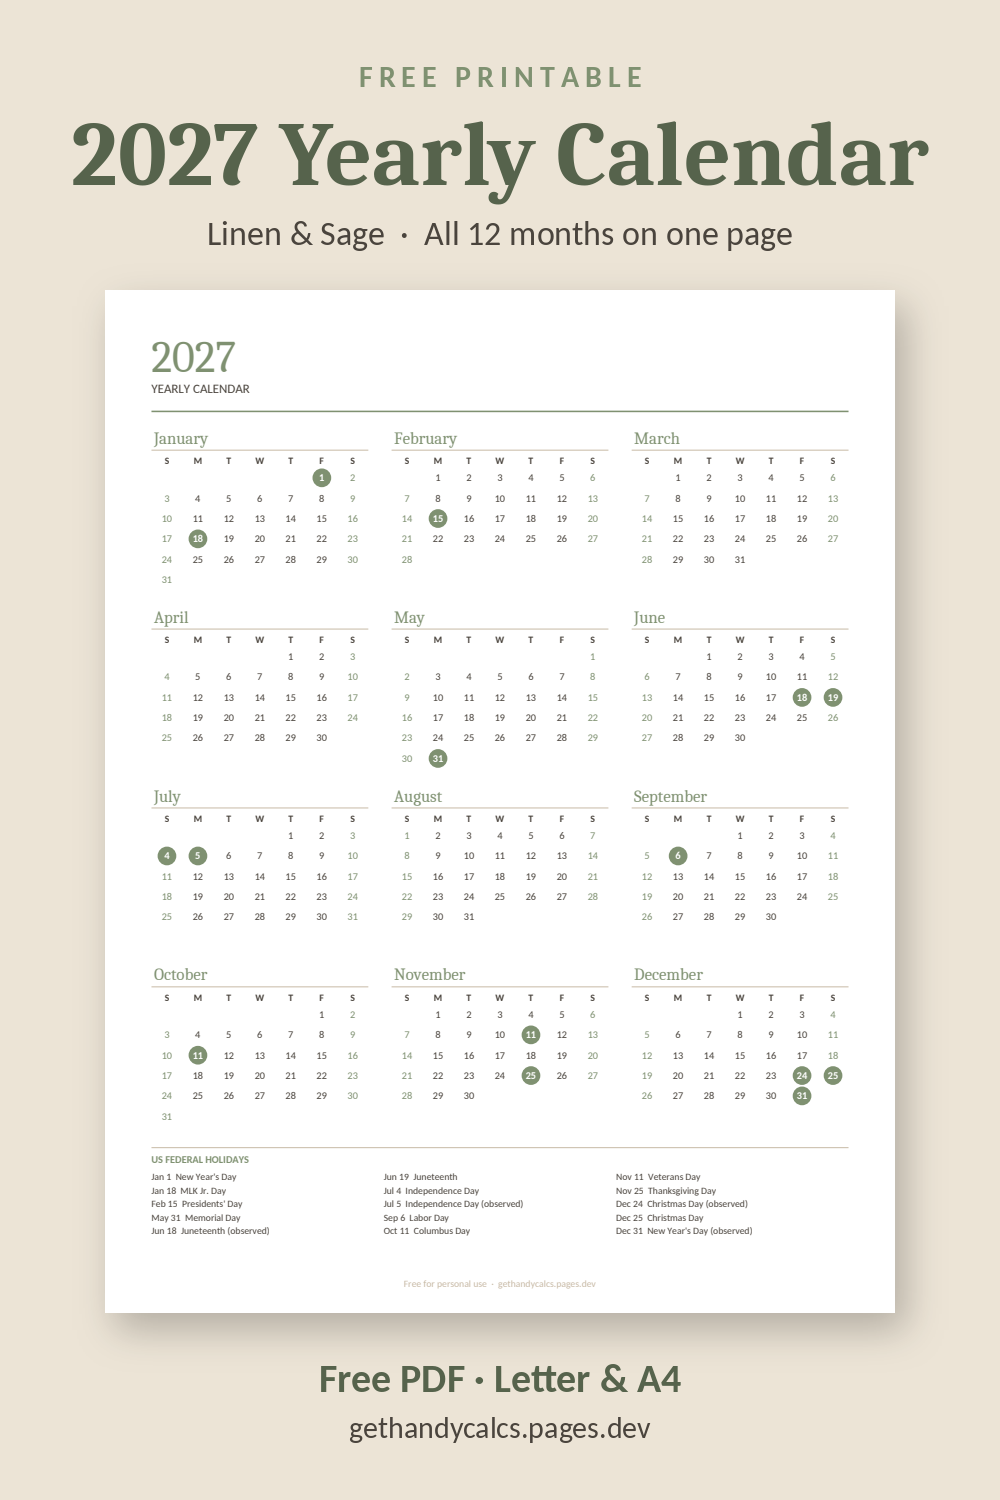 FREE PRINTABLE
2027 Yearly Calendar
Linen & Sage · All 12 months on one page
2027
YEARLY CALENDAR
January
S M T W T F S
1 2
3 4 5 6 7 8 9
10 11 12 13 14 15 16
17 18 19 20 21 22 23
24 25 26 27 28 29 30
31
February
S M T W T F S
1 2 3 4 5 6
7 8 9 10 11 12 13
14 15 16 17 18 19 20
21 22 23 24 25 26 27
28
March
S M T W T F S
1 2 3 4 5 6
7 8 9 10 11 12 13
14 15 16 17 18 19 20
21 22 23 24 25 26 27
28 29 30 31
April
S M T W T F S
1 2 3
4 5 6 7 8 9 10
11 12 13 14 15 16 17
18 19 20 21 22 23 24
25 26 27 28 29 30
May
S M T W T F S
1
2 3 4 5 6 7 8
9 10 11 12 13 14 15
16 17 18 19 20 21 22
23 24 25 26 27 28 29
30 31
June
S M T W T F S
1 2 3 4 5
6 7 8 9 10 11 12
13 14 15 16 17 18 19
20 21 22 23 24 25 26
27 28 29 30
July
S M T W T F S
1 2 3
4 5 6 7 8 9 10
11 12 13 14 15 16 17
18 19 20 21 22 23 24
25 26 27 28 29 30 31
August
S M T W T F S
1 2 3 4 5 6 7
8 9 10 11 12 13 14
15 16 17 18 19 20 21
22 23 24 25 26 27 28
29 30 31
September
S M T W T F S
1 2 3 4
5 6 7 8 9 10 11
12 13 14 15 16 17 18
19 20 21 22 23 24 25
26 27 28 29 30
October
S M T W T F S
1 2
3 4 5 6 7 8 9
10 11 12 13 14 15 16
17 18 19 20 21 22 23
24 25 26 27 28 29 30
31
November
S M T W T F S
1 2 3 4 5 6
7 8 9 10 11 12 13
14 15 16 17 18 19 20
21 22 23 24 25 26 27
28 29 30
December
S M T W T F S
1 2 3 4
5 6 7 8 9 10 11
12 13 14 15 16 17 18
19 20 21 22 23 24 25
26 27 28 29 30 31
US FEDERAL HOLIDAYS
Jan 1 New Year's Day
Jan 18 MLK Jr. Day
Feb 15 Presidents' Day
May 31 Memorial Day
Jun 18 Juneteenth (observed)
Jun 19 Juneteenth
Jul 4 Independence Day
Jul 5 Independence Day (observed)
Sep 6 Labor Day
Oct 11 Columbus Day
Nov 11 Veterans Day
Nov 25 Thanksgiving Day
Dec 24 Christmas Day (observed)
Dec 25 Christmas Day
Dec 31 New Year's Day (observed)
Free for personal use · gethandycalcs.pages.dev
Free PDF · Letter & A4
gethandycalcs.pages.dev